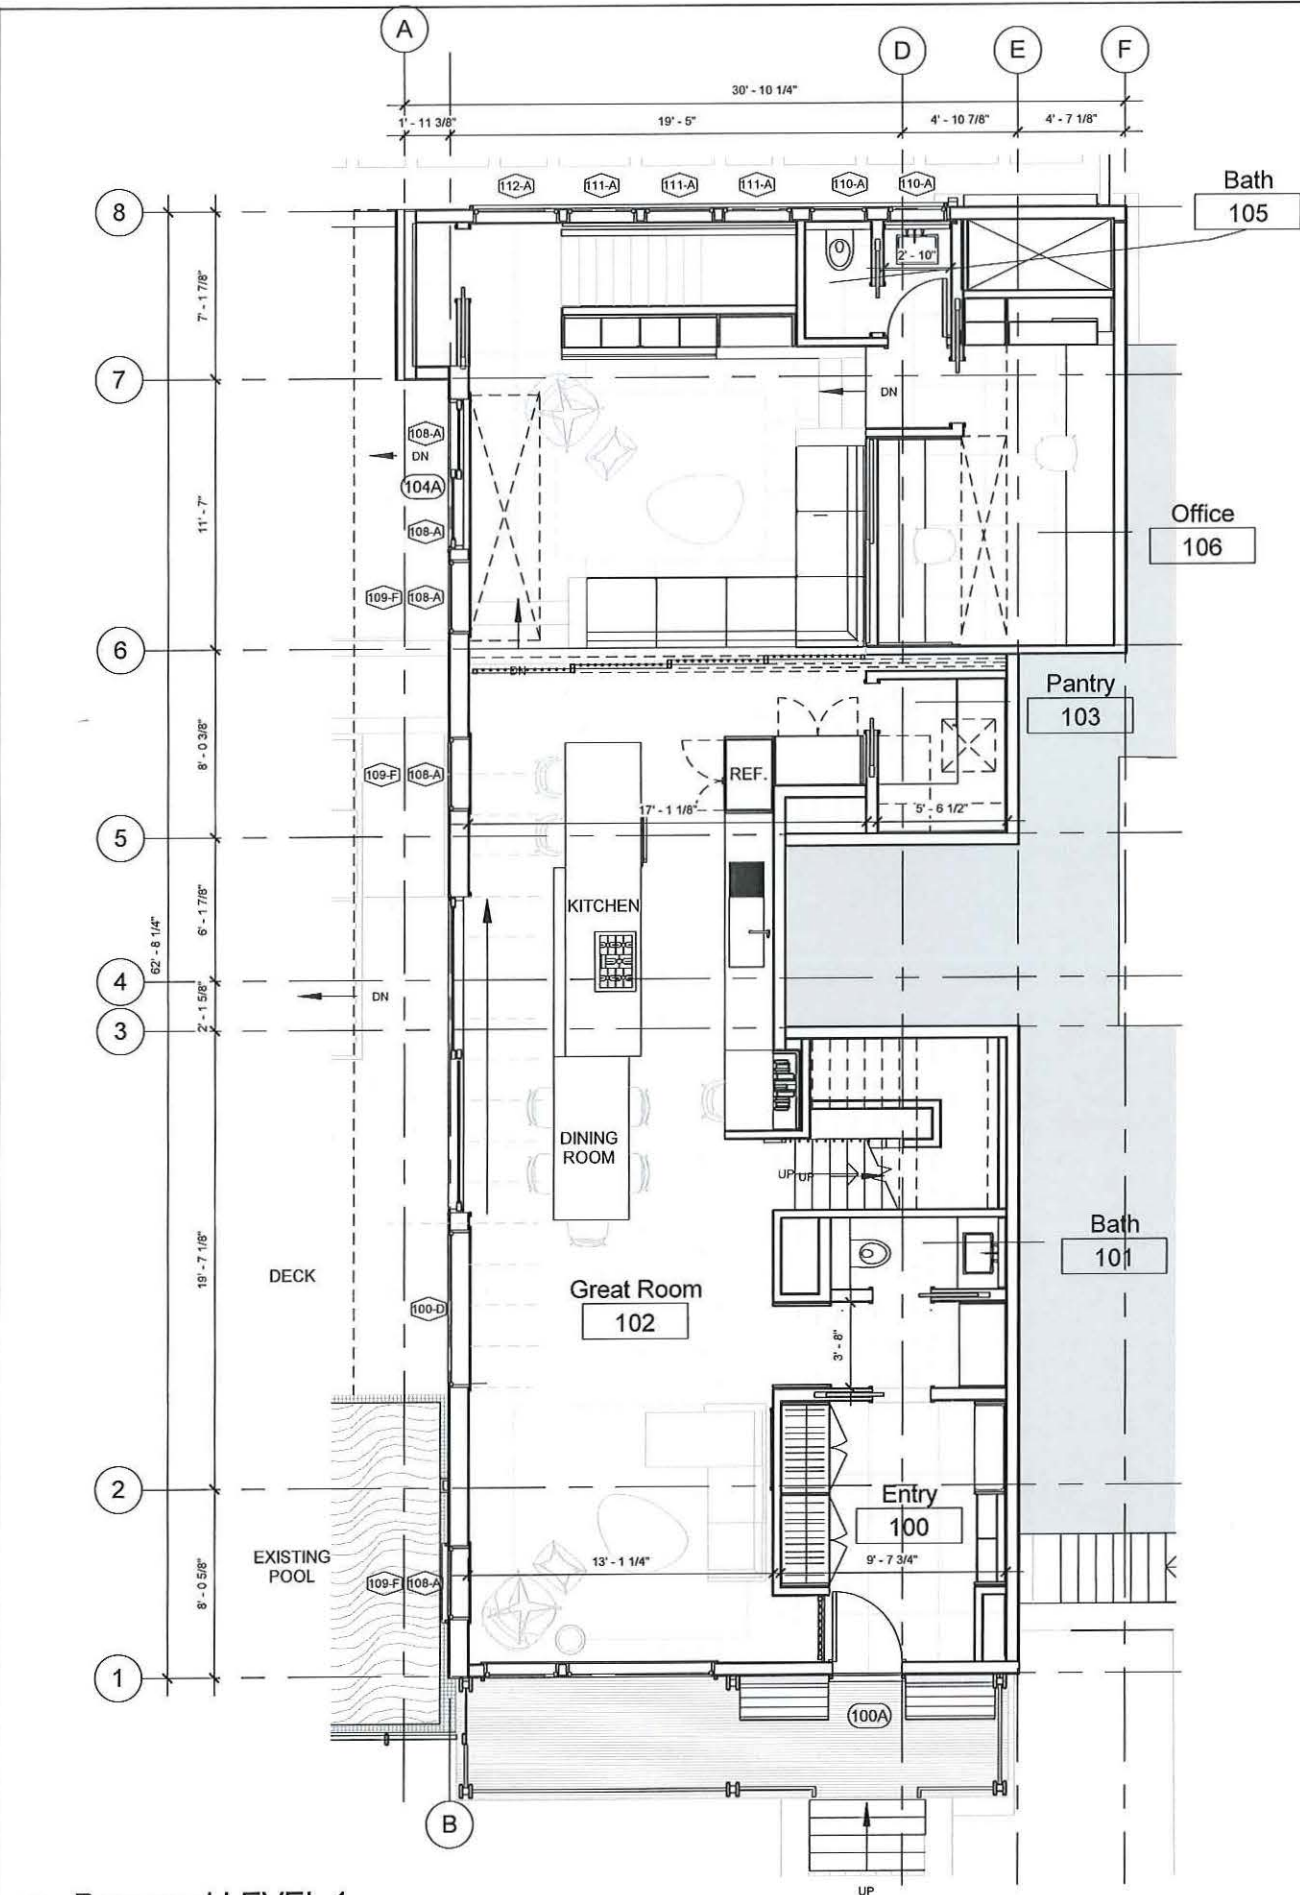 A
D
E
F
30' - 10 1/4"
1' - 11 3/8"
19' - 5"
4' - 10 7/8"
4' - 7 1/8"
112-A
111-A
111-A
111-A
110-A
110-A
Bath
105
8
2' - 10"
7' - 1 7/8"
7
DN
108-A
DN
104A
11' - 7"
108-A
Office
106
109-F
108-A
6
DN
Pantry
103
8' - 0 3/8"
109-F
108-A
REF.
17' - 1 1/8"
5' - 6 1/2"
5
KITCHEN
6' - 1 7/8"
62' - 8 1/4"
4
DN
2' - 1 5/8"
3
DINING
ROOM
UP
UP
Bath
101
19' - 7 1/8"
DECK
Great Room
102
100-D
3' - 8"
2
Entry
100
EXISTING
POOL
13' - 1 1/4"
9' - 7 3/4"
109-F
108-A
8' - 0 5/8"
1
100A
B
UP